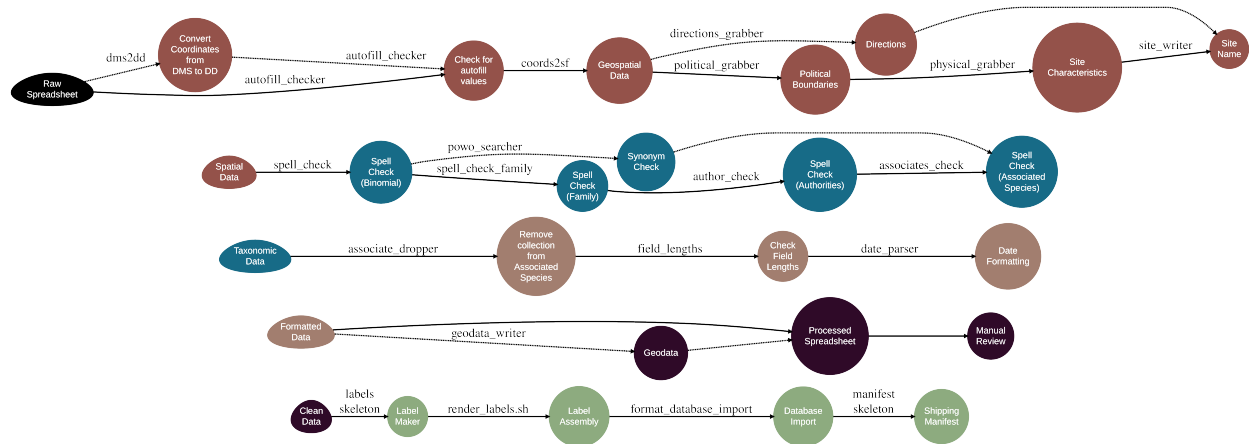 dms2dd
Convert
Coordinates
from
DMS to DD
autofill_checker
Raw
Spreadsheet
autofill_checker
Check for
autofill
values
coords2sf
Geospatial
Data
directions_grabber
Directions
political_grabber
Political
Boundaries
physical_grabber
Site
Characteristics
site_writer
Site
Name
Spatial
Data
spell_check
Spell
Check
(Binomial)
powo_searcher
Synonym
Check
spell_check_family
Spell
Check
(Family)
author_check
Spell
Check
(Authorities)
associates_check
Spell
Check
(Associated
Species)
Taxonomic
Data
associate_dropper
Remove
collection
from
Associated
Species
field_lengths
Check
Field
Lengths
date_parser
Date
Formatting
Formatted
Data
geodata_writer
Geodata
Processed
Spreadsheet
Manual
Review
Clean
Data
labels
skeleton
Label
Maker
render_labels.sh
Label
Assembly
format_database_import
Database
Import
manifest
skeleton
Shipping
Manifest